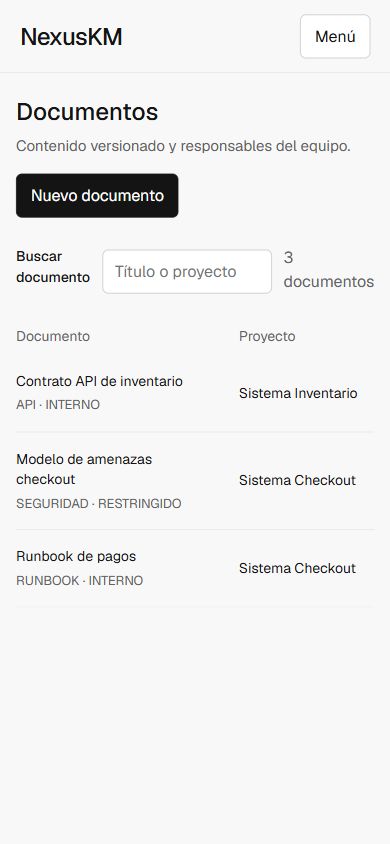 NexusKM
Menú
Documentos
Contenido versionado y responsables del equipo.
Nuevo documento
Buscar
documento
Título o proyecto
3
documentos
Documento
Proyecto
Contrato API de inventario
API · INTERNO
Sistema Inventario
Modelo de amenazas
checkout
SEGURIDAD · RESTRINGIDO
Sistema Checkout
Runbook de pagos
RUNBOOK · INTERNO
Sistema Checkout